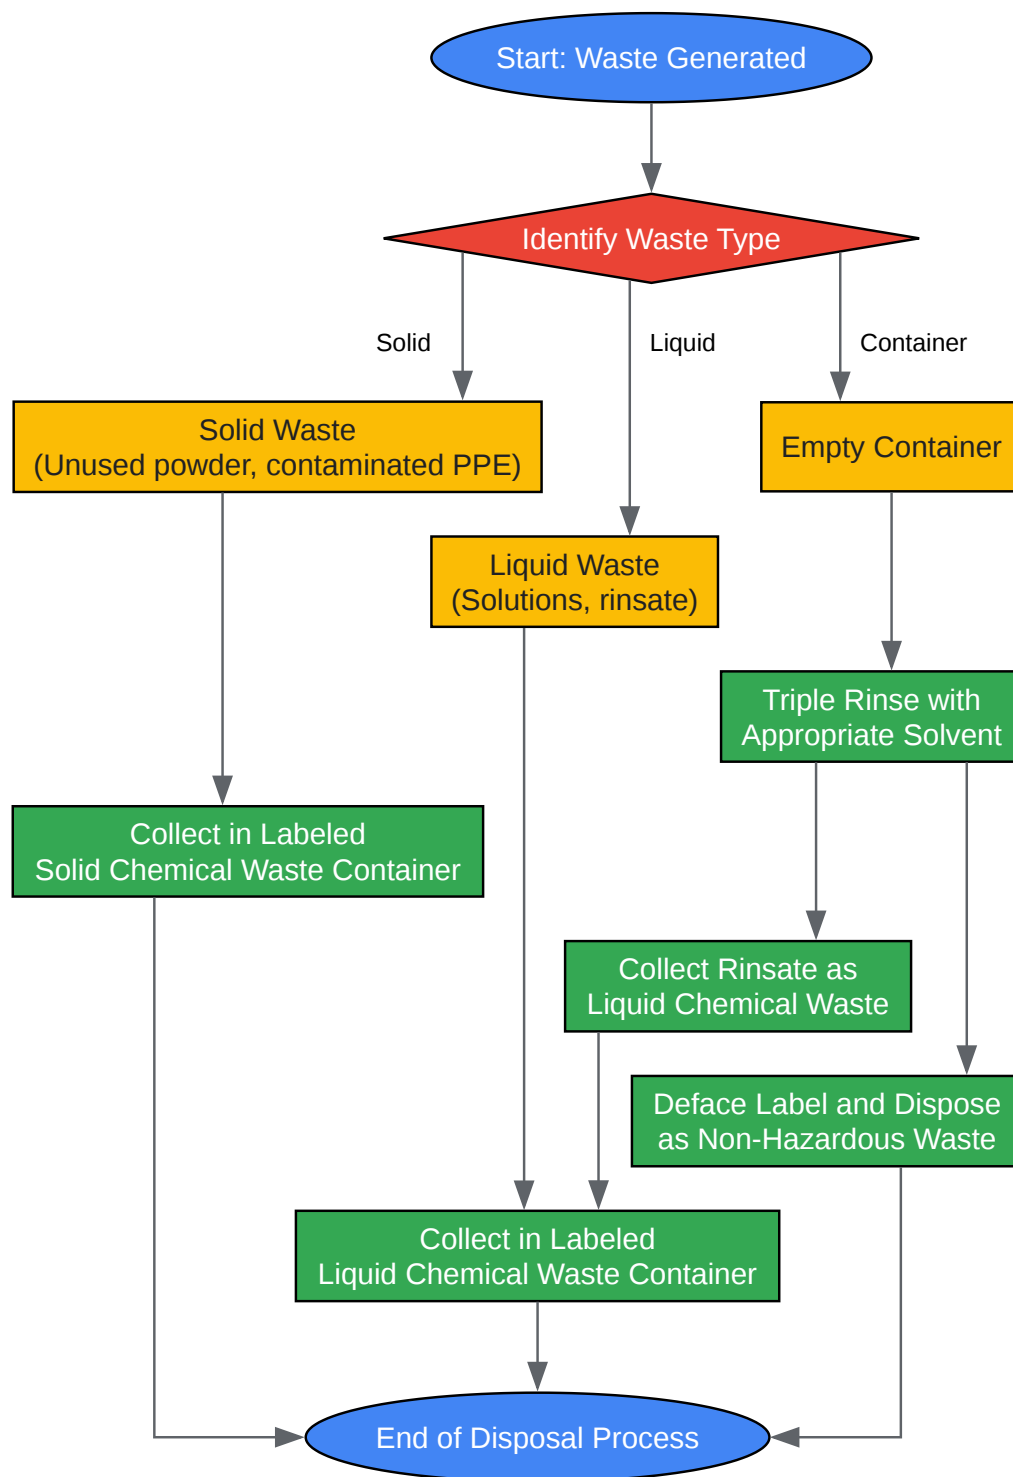 Start: Waste Generated
Identify Waste Type
Solid
Liquid
Container
Solid Waste
(Unused powder, contaminated PPE)
Empty Container
Liquid Waste
(Solutions, rinsate)
Triple Rinse with
Appropriate Solvent
Collect in Labeled
Solid Chemical Waste Container
Collect Rinsate as
Liquid Chemical Waste
Deface Label and Dispose
as Non-Hazardous Waste
Collect in Labeled
Liquid Chemical Waste Container
End of Disposal Process